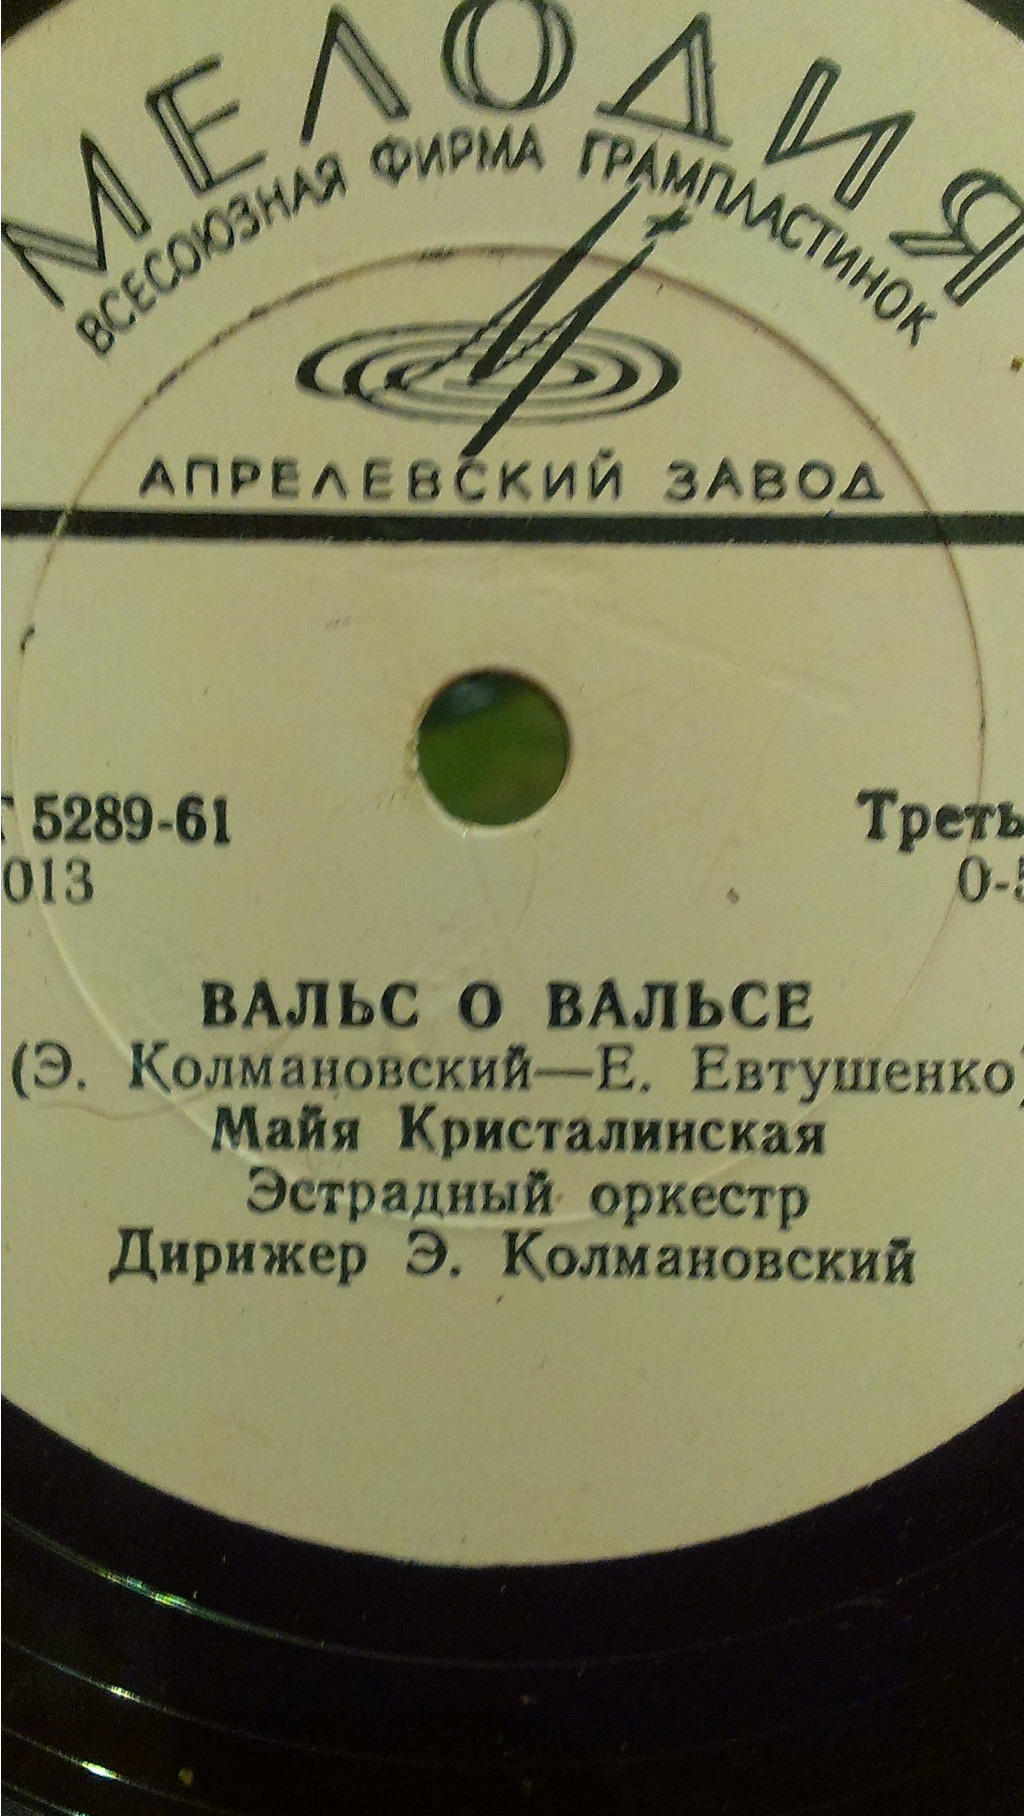 МЕЛОДИЯ
ВСЕСОЮЗНАЯ ФИРМА ГРАМПЛАСТИНОК
АПРЕЛЕВСКИЙ ЗАВОД
5289-61
013
ВАЛЬС О ВАЛЬСЕ
(Э. Колмановский—Е. Евтушенко)
Майя Кристалинская
Эстрадный оркестр
Дирижер Э. Колмановский